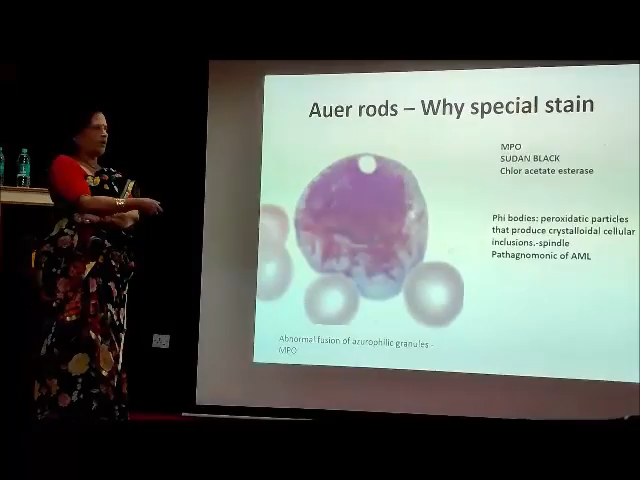 Auer rods – Why special stain
MPO
SUDAN BLACK
Chlor acetate esterase
Phi bodies: peroxidatic particles
that produce crystalloidal cellular
inclusions,-spindle
Pathagnomonic of AML
Abnormal fusion of azurophilic granules -
MPO